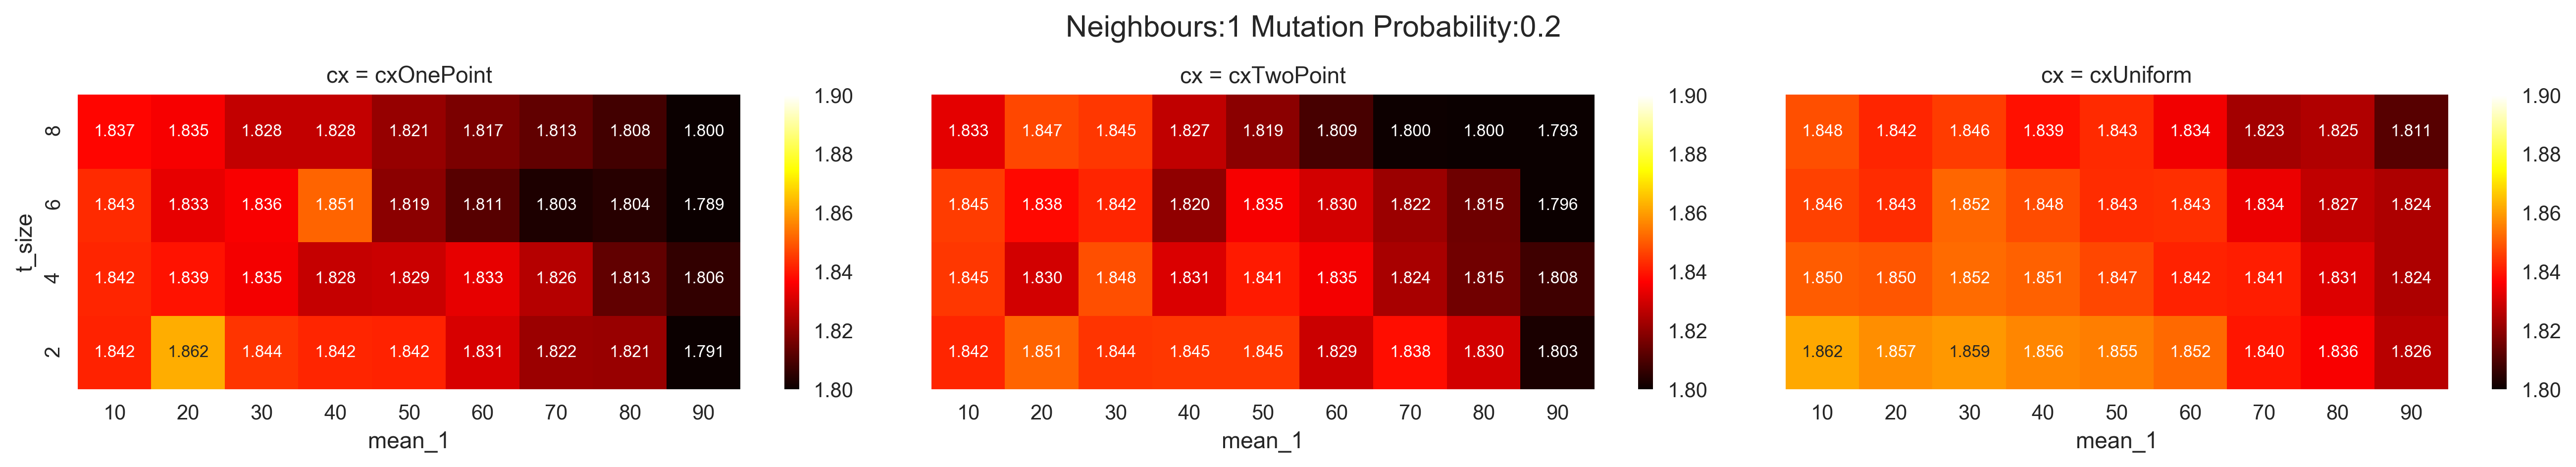 Neighbours:1 Mutation Probability:0.2
cx = cxOnePoint
t_size
8
1.837 1.835 1.828 1.828 1.821 1.817 1.813 1.808 1.800
6
1.843 1.833 1.836 1.851 1.819 1.811 1.803 1.804 1.789
4
1.842 1.839 1.835 1.828 1.829 1.833 1.826 1.813 1.806
2
1.842 1.862 1.844 1.842 1.842 1.831 1.822 1.821 1.791
10 20 30 40 50 60 70 80 90
mean_1
1.90
1.88
1.86
1.84
1.82
1.80
cx = cxTwoPoint
1.833 1.847 1.845 1.827 1.819 1.809 1.800 1.800 1.793
1.845 1.838 1.842 1.820 1.835 1.830 1.822 1.815 1.796
1.845 1.830 1.848 1.831 1.841 1.835 1.824 1.815 1.808
1.842 1.851 1.844 1.845 1.845 1.829 1.838 1.830 1.803
10 20 30 40 50 60 70 80 90
mean_1
1.90
1.88
1.86
1.84
1.82
1.80
cx = cxUniform
1.848 1.842 1.846 1.839 1.843 1.834 1.823 1.825 1.811
1.846 1.843 1.852 1.848 1.843 1.843 1.834 1.827 1.824
1.850 1.850 1.852 1.851 1.847 1.842 1.841 1.831 1.824
1.862 1.857 1.859 1.856 1.855 1.852 1.840 1.836 1.826
10 20 30 40 50 60 70 80 90
mean_1
1.90
1.88
1.86
1.84
1.82
1.80